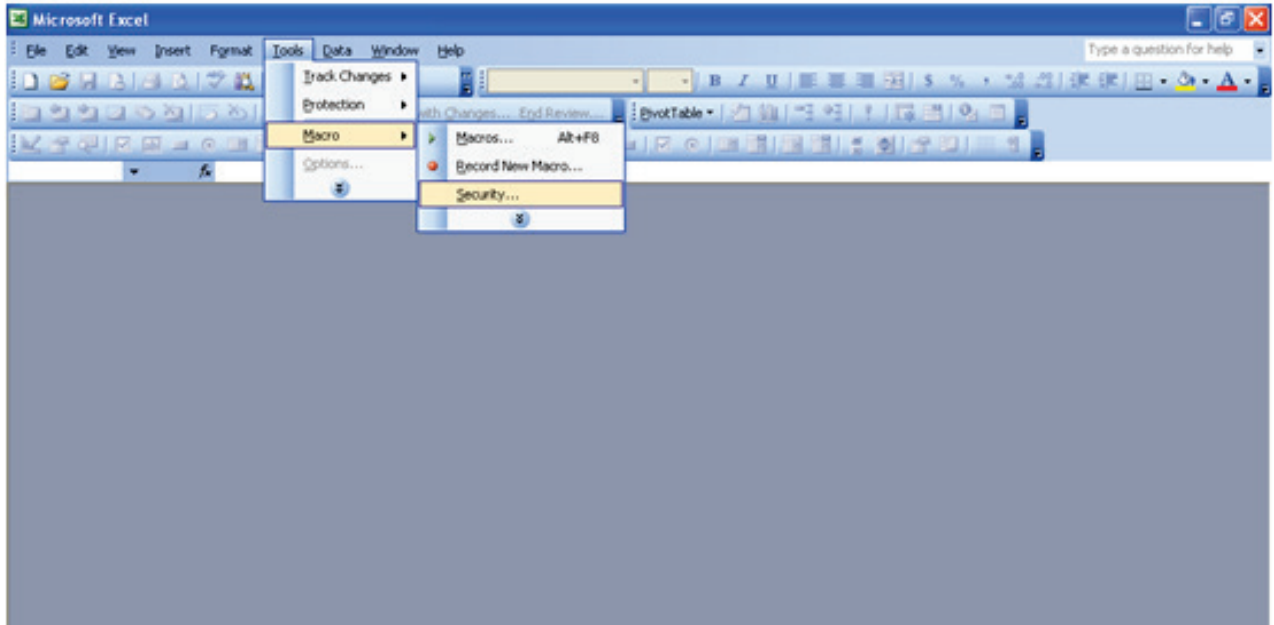 Microsoft Excel
File Edit View Insert Format Tools Data Window Help
Type a question for help
Track Changes
Protection
with Changes... End Review...
PivotTable
Macro
Macros... Alt+F8
Options...
Record New Macro...
Security...